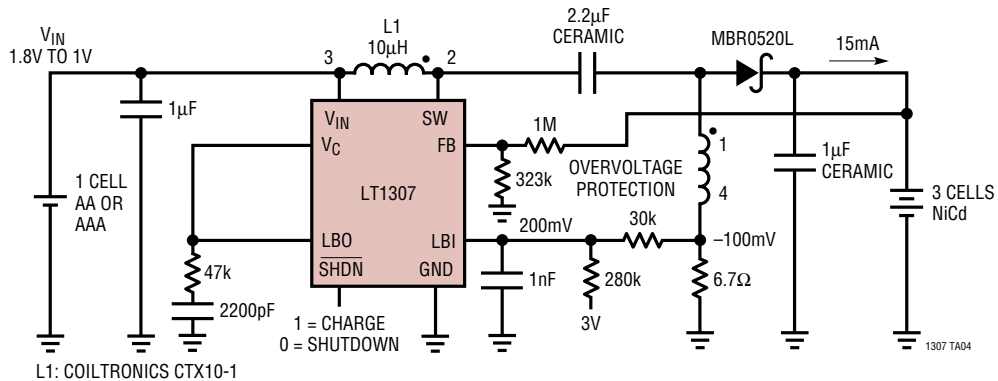 VIN
1.8V TO 1V
L1
10µH
3
2
2.2µF
CERAMIC
MBR0520L
15mA
1µF
VIN
SW
VC
FB
1M
323k
OVERVOLTAGE
PROTECTION
1
4
1µF
CERAMIC
1 CELL
AA OR
AAA
LT1307
3 CELLS
NiCd
LBO
LBI
200mV
30k
–100mV
SHDN
GND
47k
2200pF
1nF
280k
3V
6.7Ω
1 = CHARGE
0 = SHUTDOWN
1307 TA04
L1: COILTRONICS CTX10-1